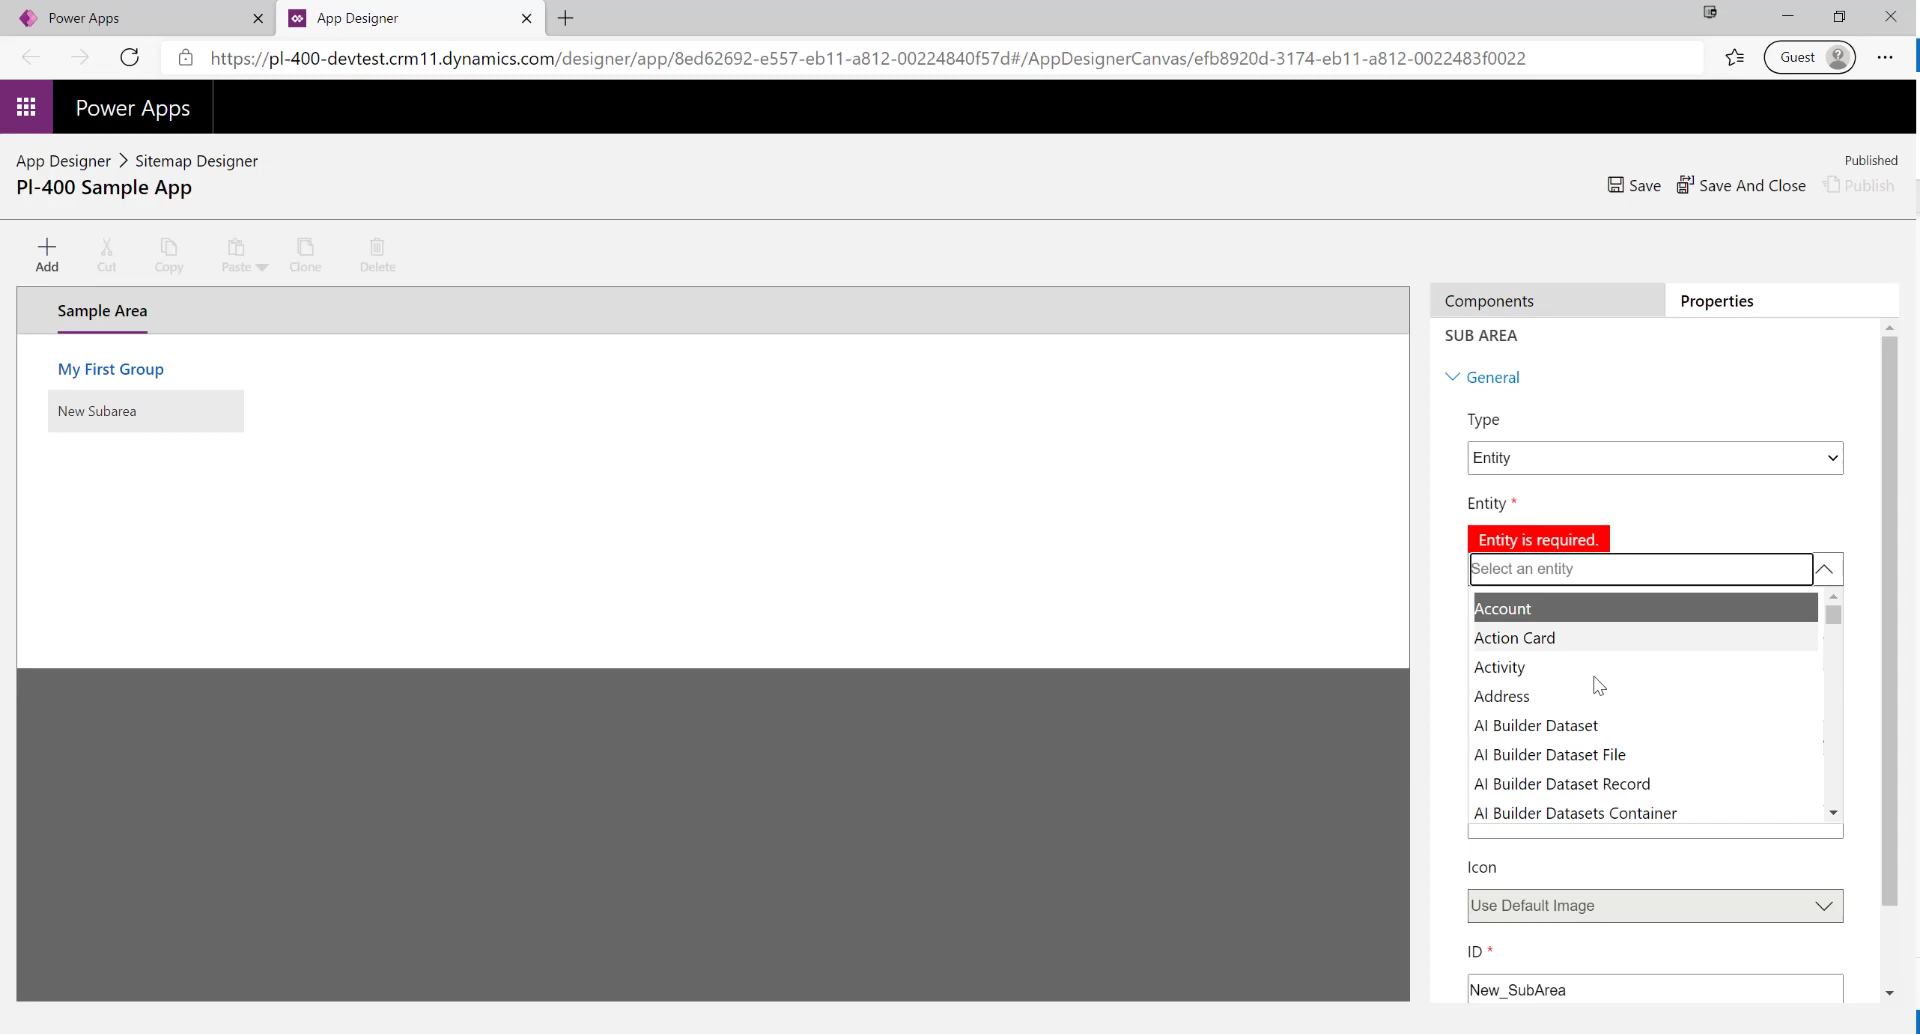 Power Apps
App Designer
https://pl-400-devtest.crm11.dynamics.com/designer/app/8ed62692-e557-eb11-a812-00224840f57d#/AppDesignerCanvas/efb8920d-3174-eb11-a812-0022483f0022
Guest
Power Apps
App Designer > Sitemap Designer
Pl-400 Sample App
Published
Save
Save And Close
Publish
Add
Cut
Copy
Paste
Clone
Delete
Sample Area
My First Group
New Subarea
Components
Properties
SUB AREA
General
Type
Entity
Entity *
Entity is required.
Select an entity
Account
Action Card
Activity
Address
AI Builder Dataset
AI Builder Dataset File
AI Builder Dataset Record
AI Builder Datasets Container
Icon
Use Default Image
ID *
New_SubArea